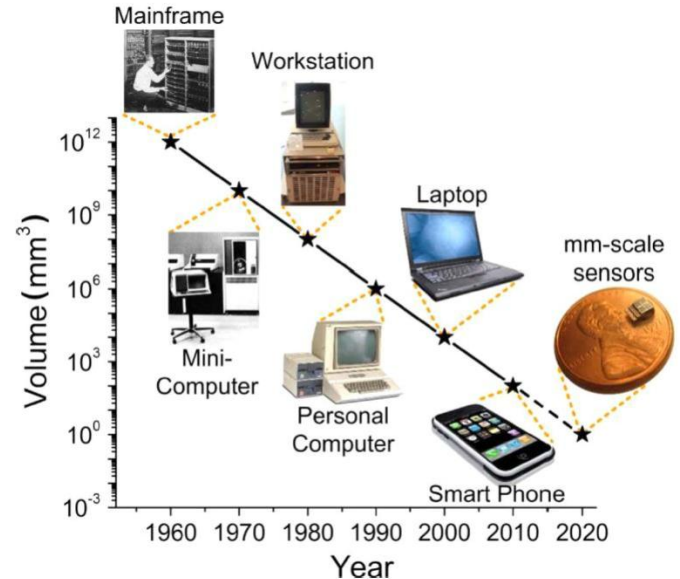 Mainframe
Workstation
Laptop
mm-scale
sensors
Mini-
Computer
Personal
Computer
Smart Phone
Volume (mm³)
10¹²
10⁹
10⁶
10³
10⁰
10⁻³
1960 1970 1980 1990 2000 2010 2020
Year